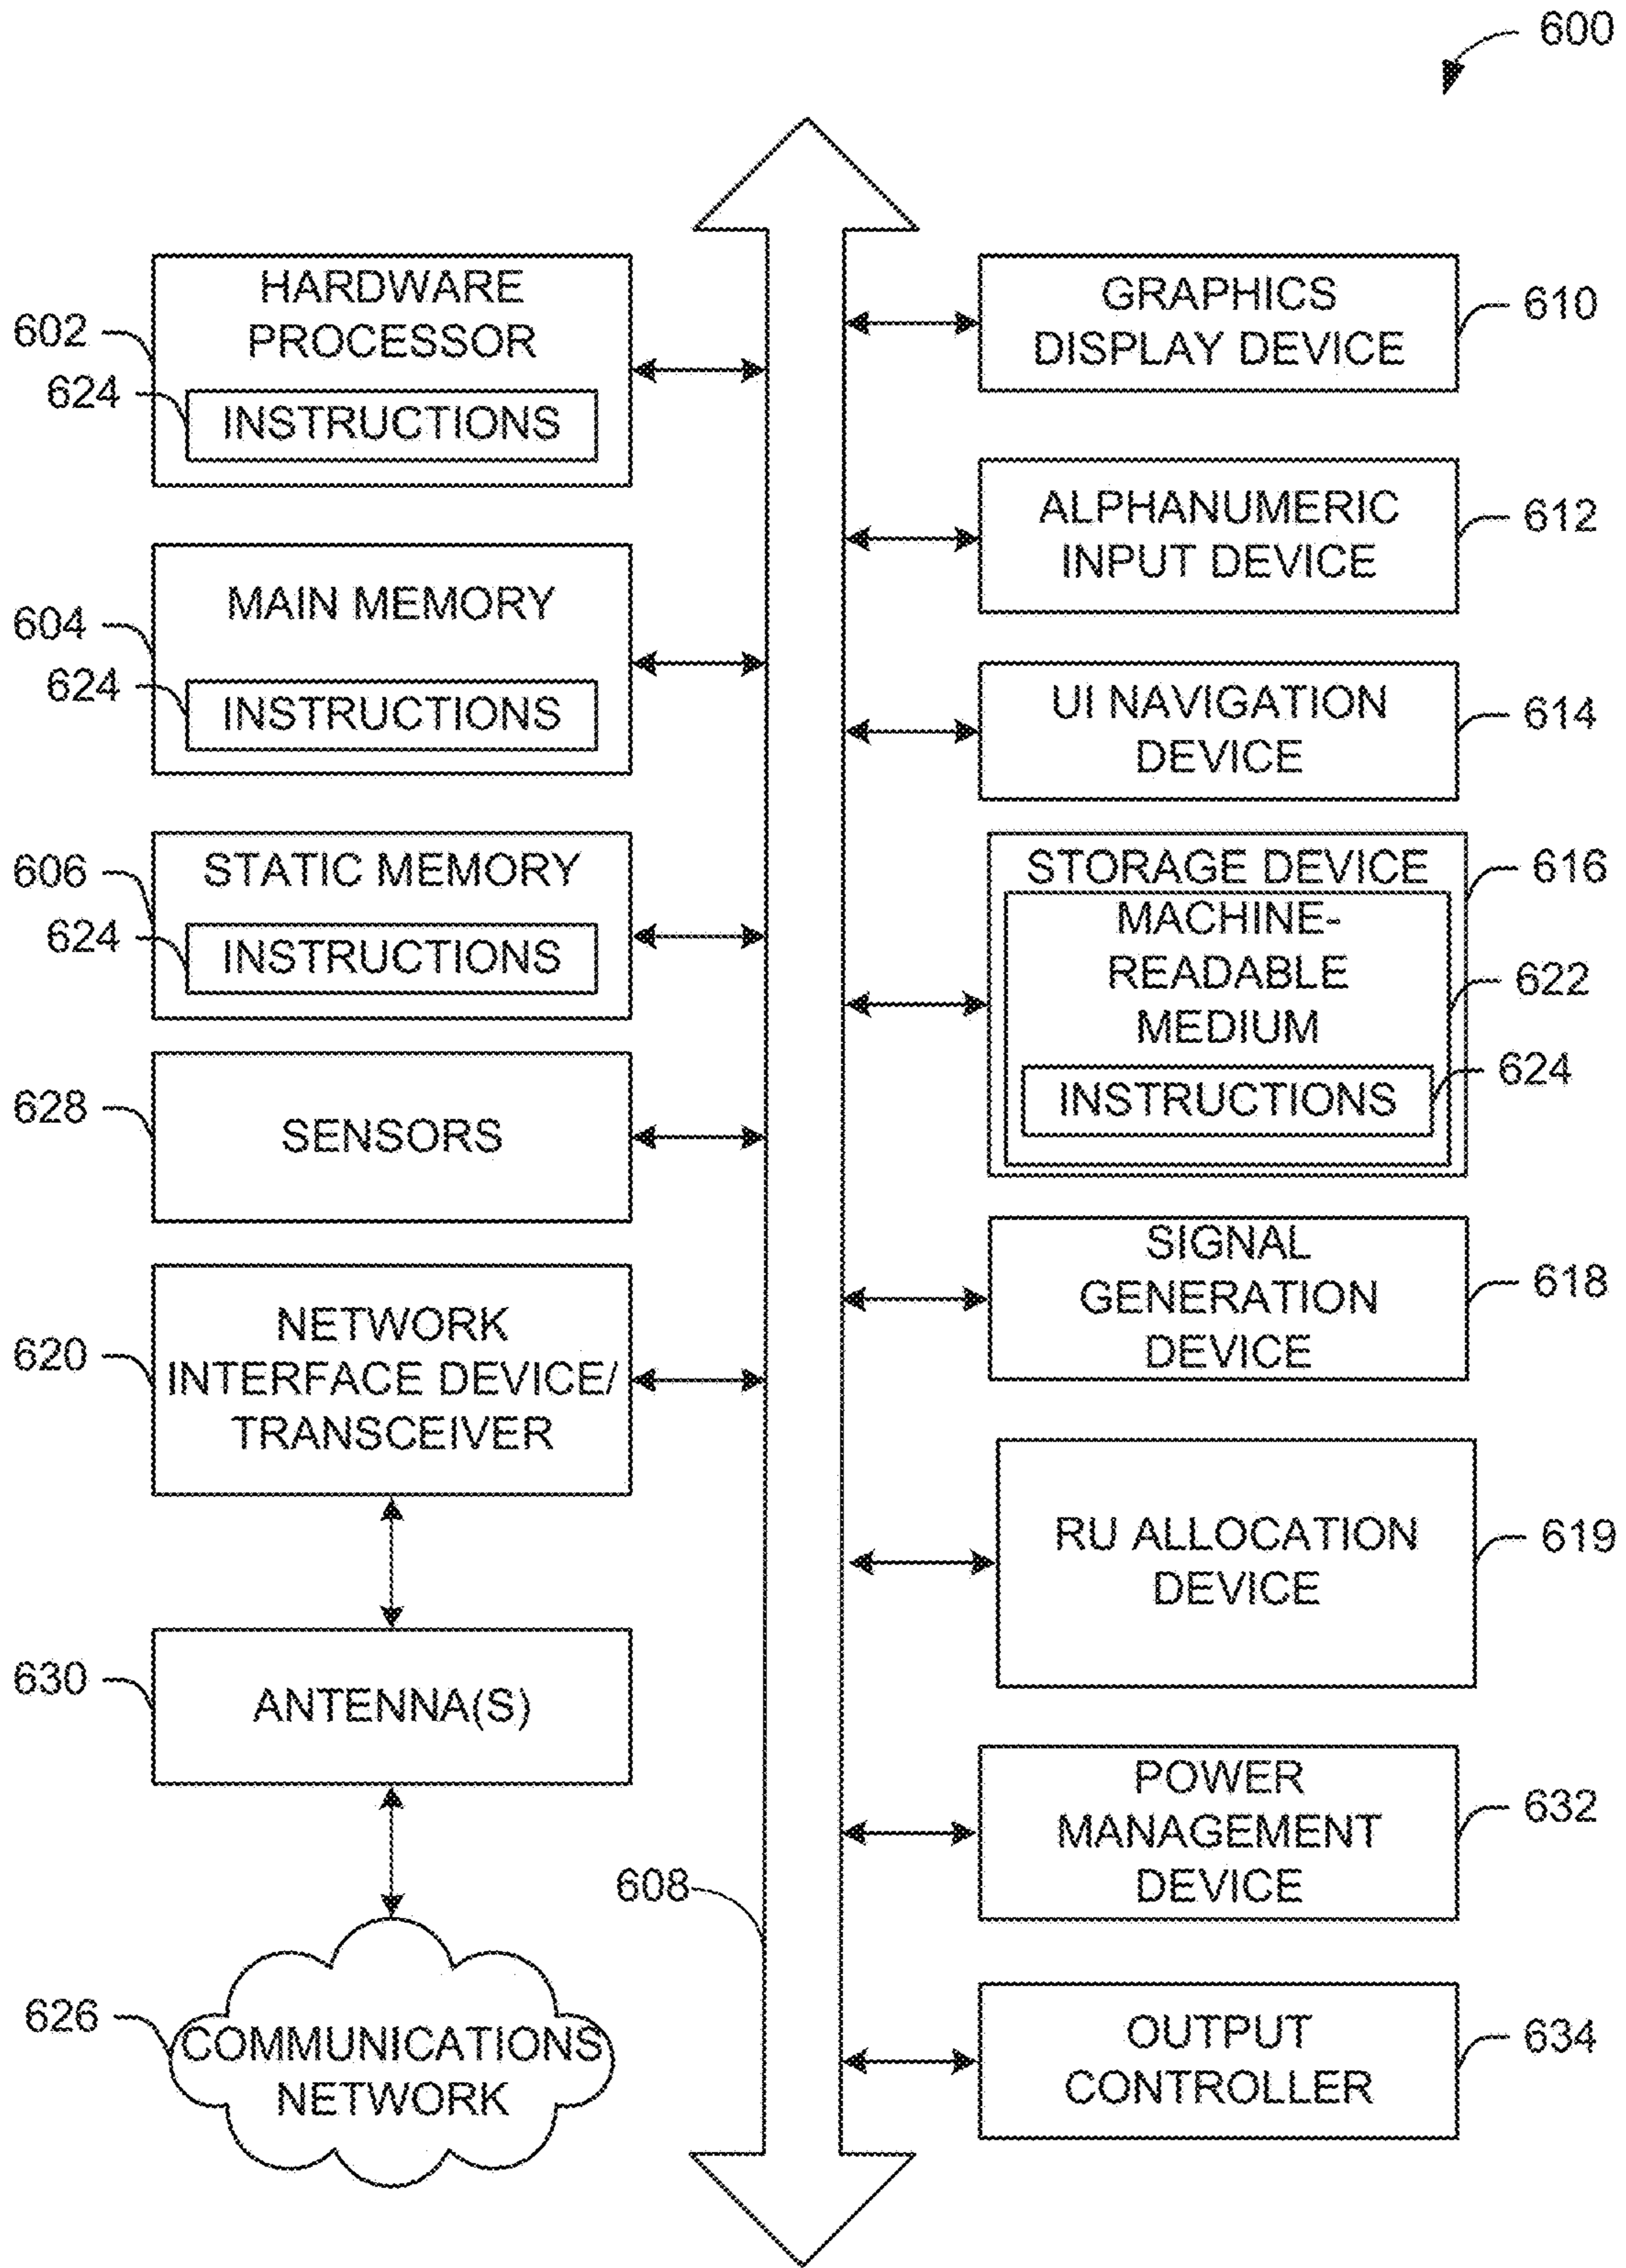 600
HARDWARE
PROCESSOR
602
624
INSTRUCTIONS
MAIN MEMORY
604
624
INSTRUCTIONS
STATIC MEMORY
606
624
INSTRUCTIONS
628
SENSORS
NETWORK
INTERFACE DEVICE/
TRANSCEIVER
620
630
ANTENNA(S)
608
626
COMMUNICATIONS
NETWORK
GRAPHICS
DISPLAY DEVICE
610
ALPHANUMERIC
INPUT DEVICE
612
UI NAVIGATION
DEVICE
614
STORAGE DEVICE
616
MACHINE-
READABLE
MEDIUM
622
INSTRUCTIONS
624
SIGNAL
GENERATION
DEVICE
618
RU ALLOCATION
DEVICE
619
POWER
MANAGEMENT
DEVICE
632
OUTPUT
CONTROLLER
634